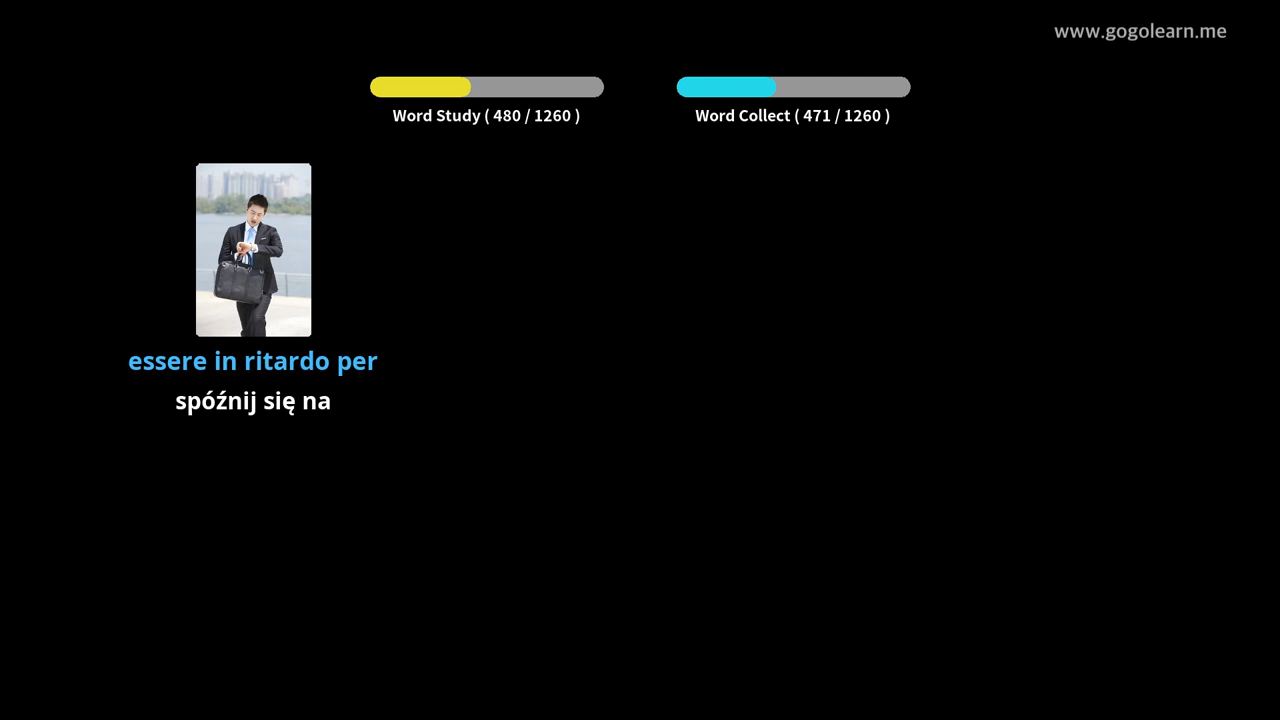 www.gogolearn.me
Word Study ( 480 / 1260 )
Word Collect ( 471 / 1260 )
essere in ritardo per
spóźnij się na